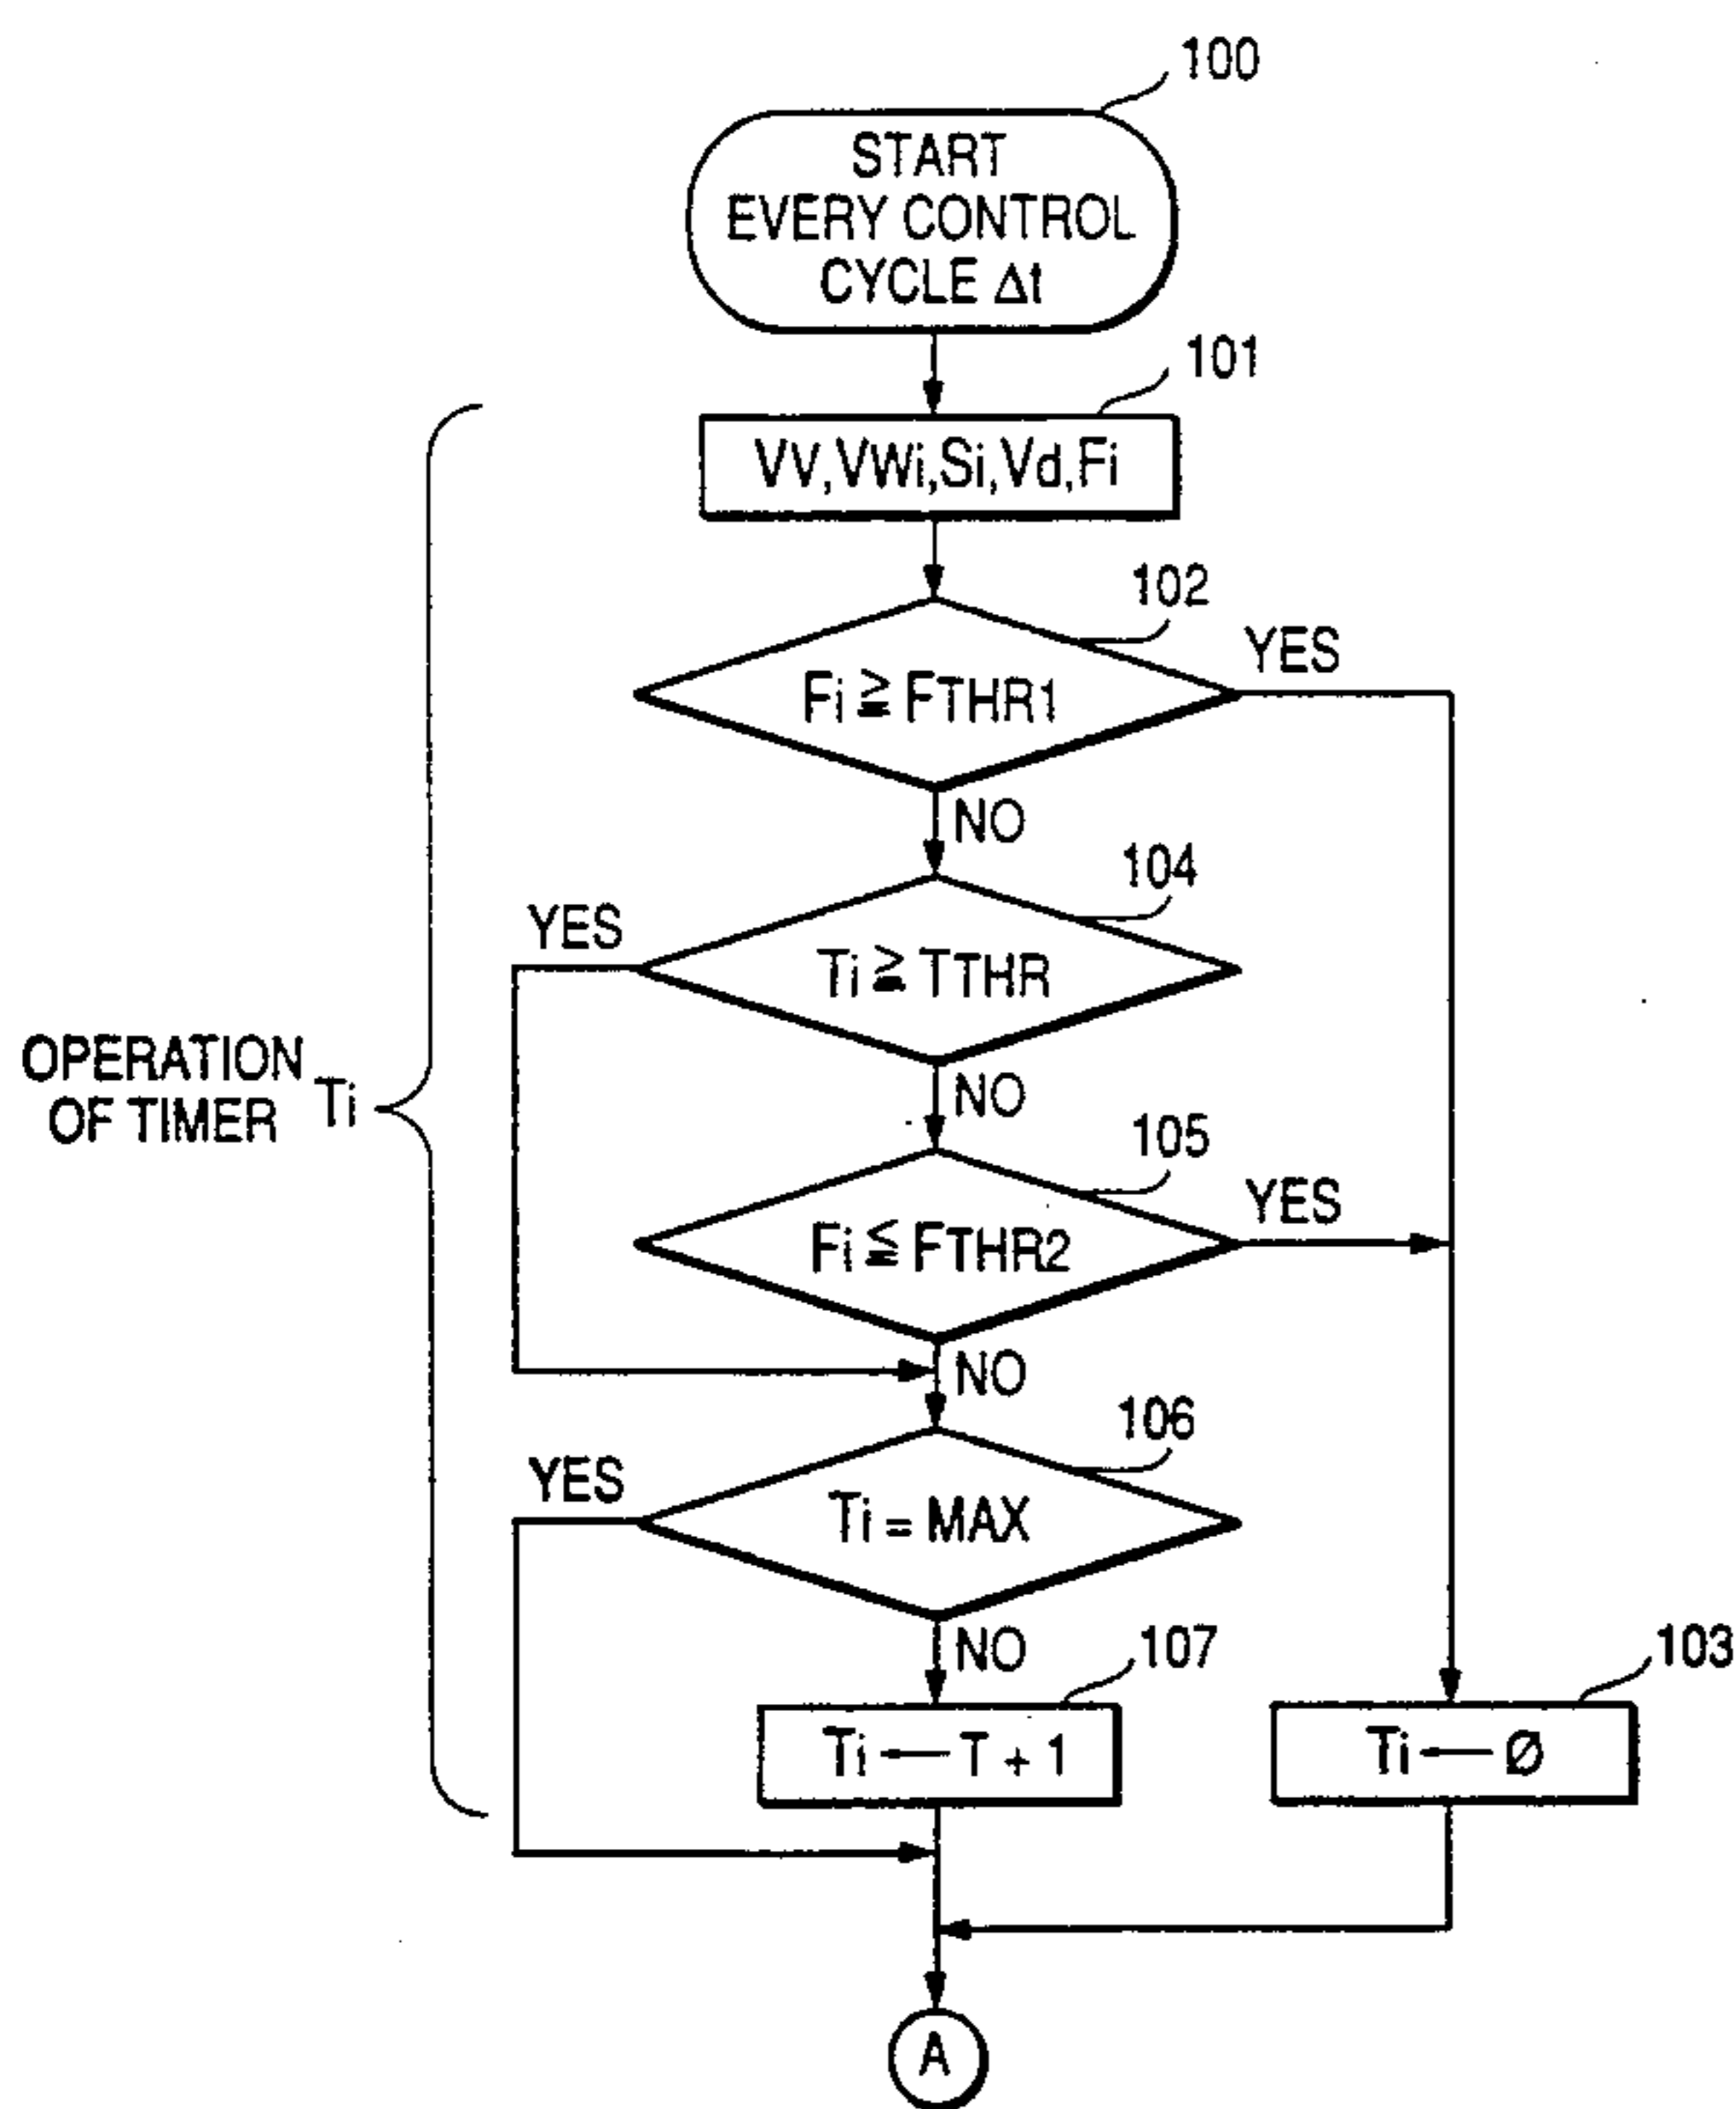 100
START
EVERY CONTROL
CYCLE Δt
101
VV,VWi,Si,Vd,Fi
102
Fi ≧ FTHR1
YES
NO
104
YES
Ti ≧ TTHR
NO
OPERATION
OF TIMER Ti
105
Fi ≦ FTHR2
YES
NO
106
YES
Ti = MAX
NO
107
Ti ← T + 1
103
Ti ← Ø
A